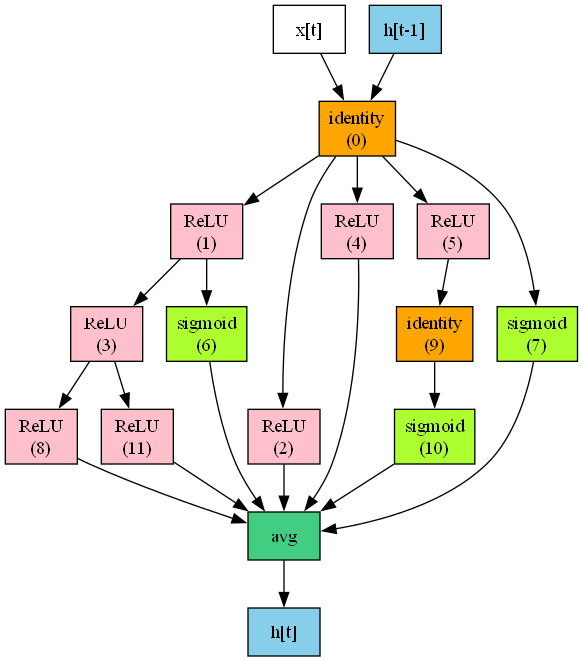 x[t]
h[t-1]
identity
(0)
ReLU
(1)
ReLU
(4)
ReLU
(5)
ReLU
(3)
sigmoid
(6)
identity
(9)
sigmoid
(7)
ReLU
(8)
ReLU
(11)
ReLU
(2)
sigmoid
(10)
avg
h[t]